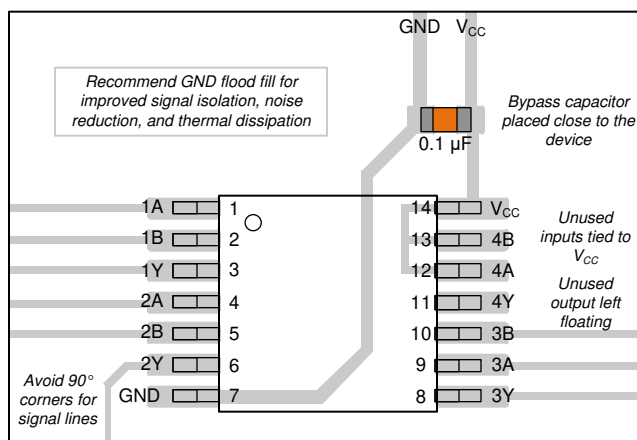 GND V_CC
Recommend GND flood fill for
improved signal isolation, noise
reduction, and thermal dissipation
Bypass capacitor
placed close to the
device
0.1 µF
1A 1 14 V_CC
1B 2 13 4B
1Y 3 12 4A
2A 4 11 4Y
2B 5 10 3B
2Y 6 9 3A
GND 7 8 3Y
Unused
inputs tied to
V_CC
Unused
output left
floating
Avoid 90°
corners for
signal lines